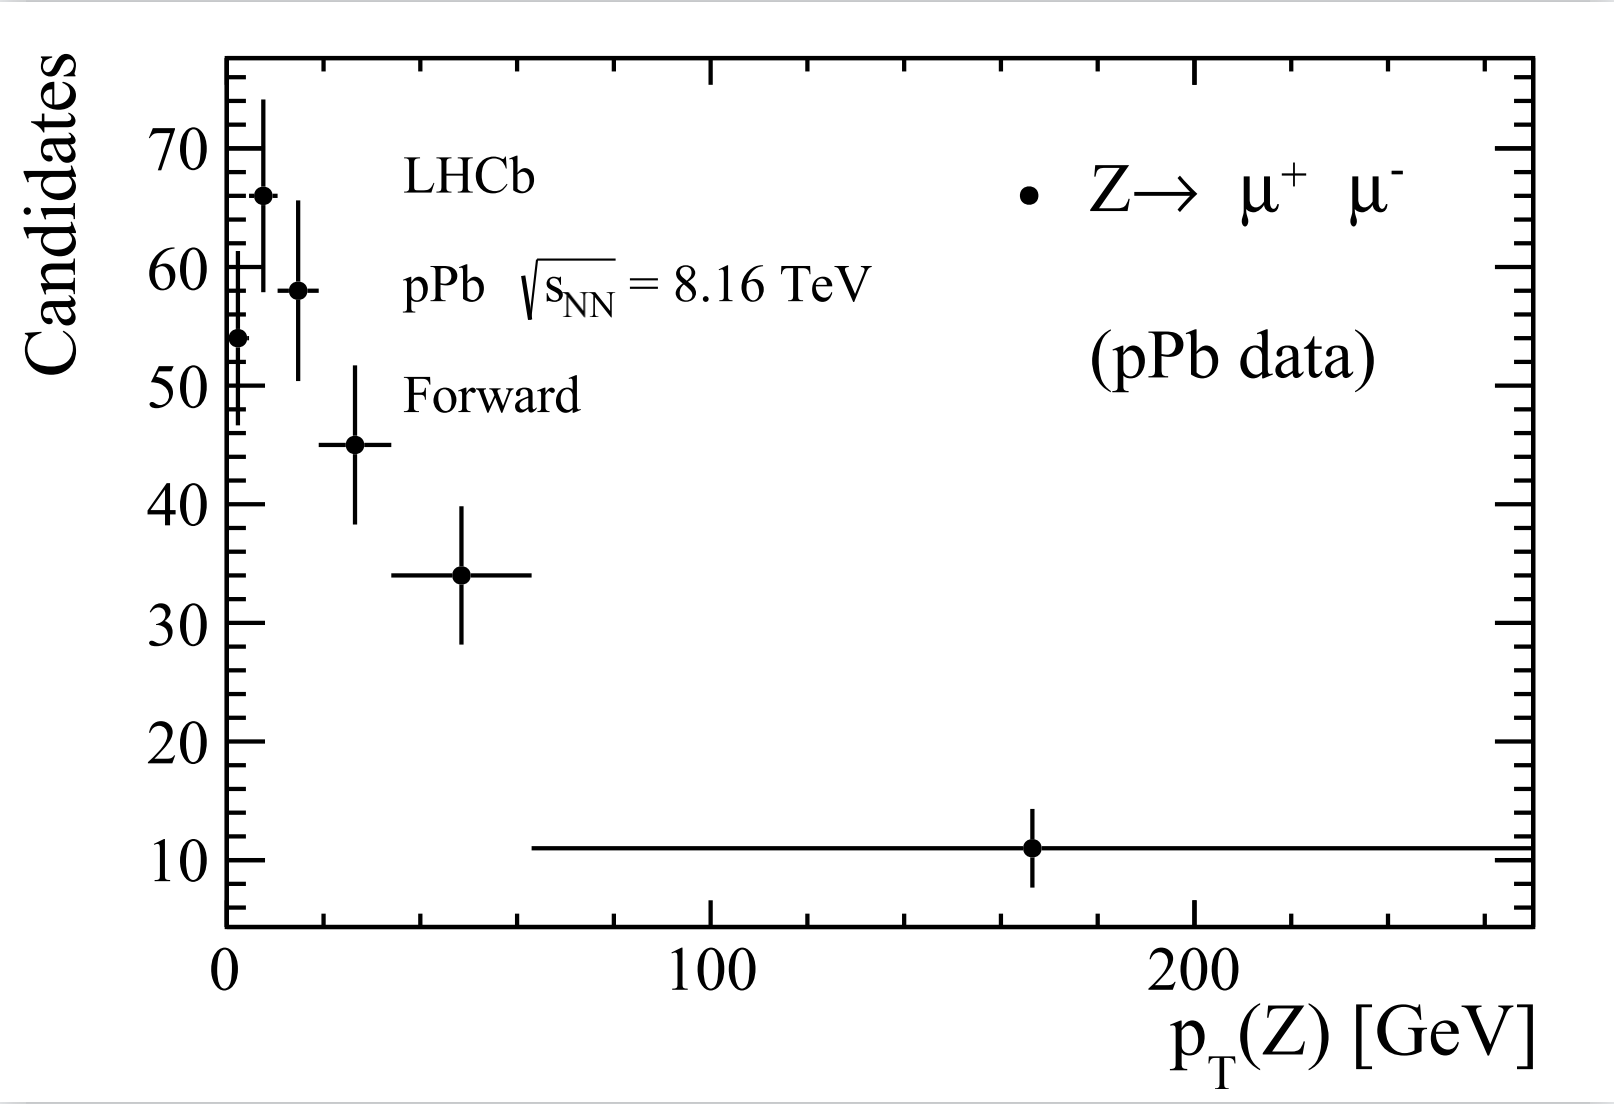 Candidates
70
60
50
40
30
20
10
0
100
200
LHCb
pPb √sNN = 8.16 TeV
Forward
Z→ μ+ μ-
(pPb data)
pT(Z) [GeV]